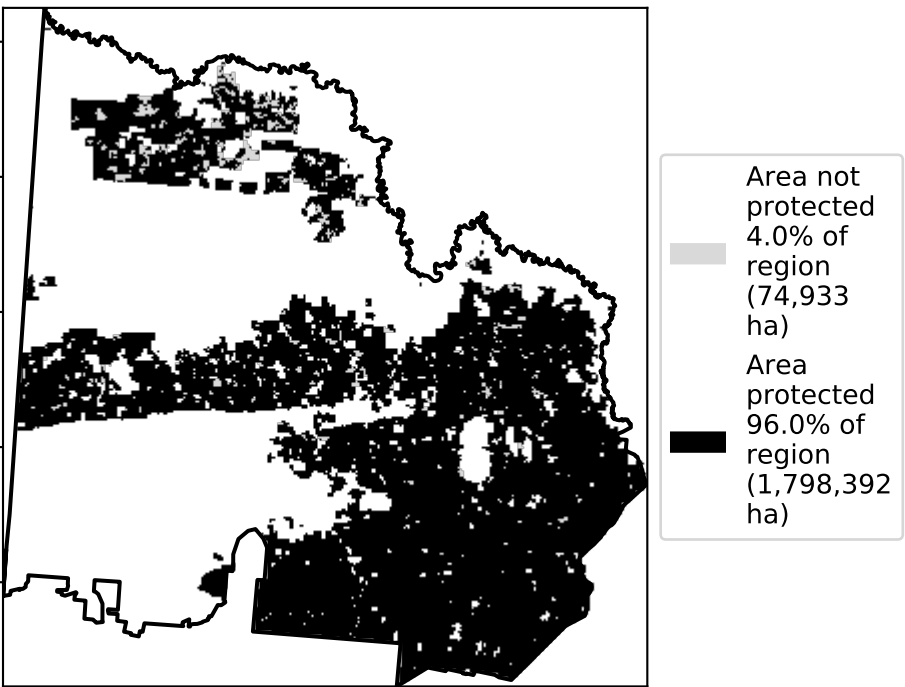 Area not
protected
4.0% of
region
(74,933
ha)
Area
protected
96.0% of
region
(1,798,392
ha)